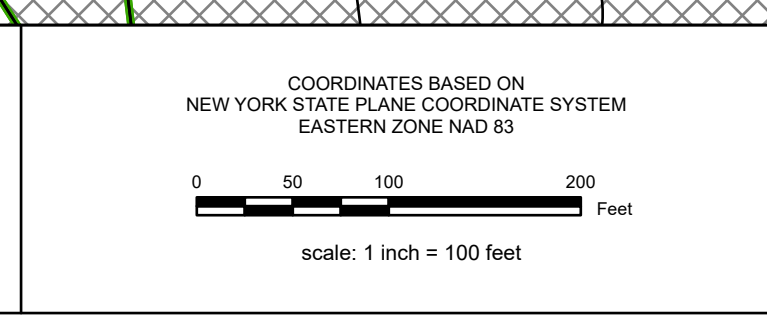 COORDINATES BASED ON
NEW YORK STATE PLANE COORDINATE SYSTEM
EASTERN ZONE NAD 83
0 50 100 200
Feet
scale: 1 inch = 100 feet